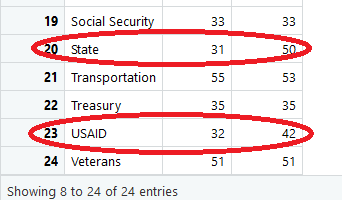 19 Social Security 33 33
20 State 31 50
21 Transportation 55 53
22 Treasury 35 35
23 USAID 32 42
24 Veterans 51 51
Showing 8 to 24 of 24 entries